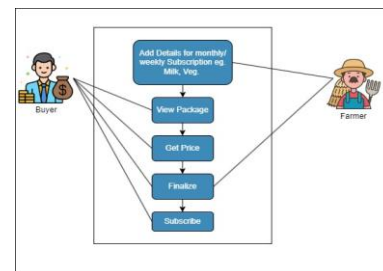 Add Details for monthly/
weekly Subscription eg.
Milk, Veg.
Buyer
View Package
Farmer
Get Price
Finalize
Subscribe